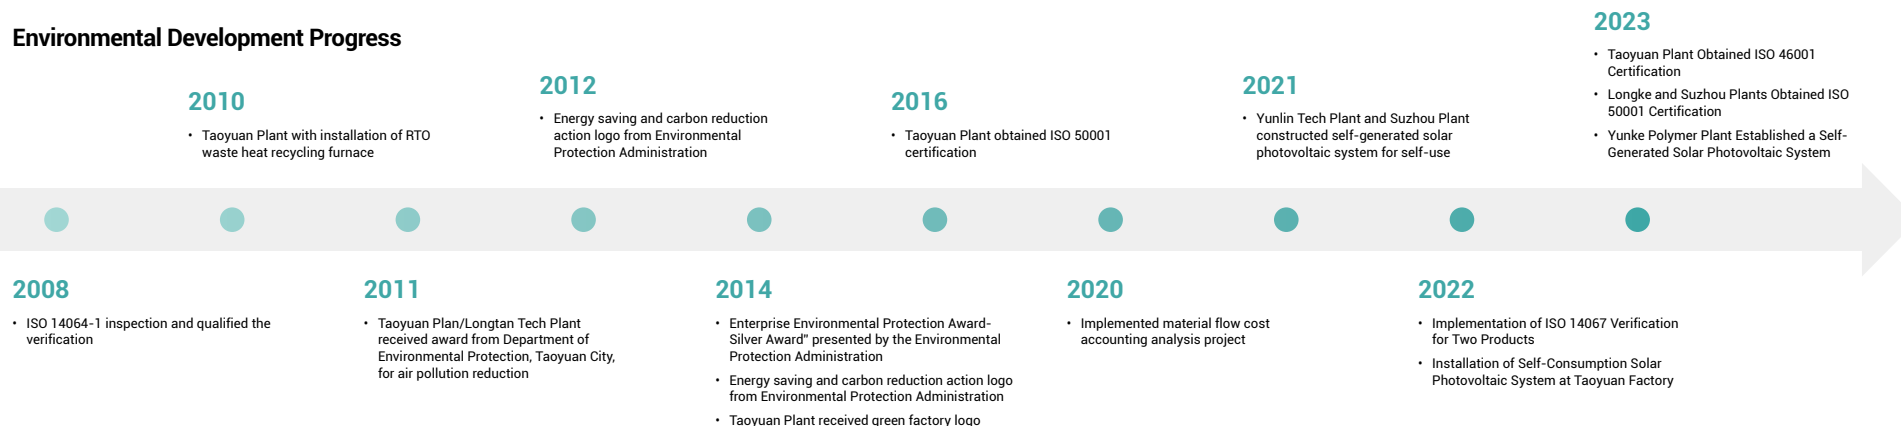 Environmental Development Progress
2008
• ISO 14064-1 inspection and qualified the
verification
2010
• Taoyuan Plant with installation of RTO
waste heat recycling furnace
2011
• Taoyuan Plan/Longtan Tech Plant
received award from Department of
Environmental Protection, Taoyuan City,
for air pollution reduction
2012
• Energy saving and carbon reduction
action logo from Environmental
Protection Administration
2014
• Enterprise Environmental Protection Award-
Silver Award" presented by the Environmental
Protection Administration
• Energy saving and carbon reduction action logo
from Environmental Protection Administration
• Taoyuan Plant received green factory logo
2016
• Taoyuan Plant obtained ISO 50001
certification
2020
• Implemented material flow cost
accounting analysis project
2021
• Yunlin Tech Plant and Suzhou Plant
constructed self-generated solar
photovoltaic system for self-use
2022
• Implementation of ISO 14067 Verification
for Two Products
• Installation of Self-Consumption Solar
Photovoltaic System at Taoyuan Factory
2023
• Taoyuan Plant Obtained ISO 46001
Certification
• Longke and Suzhou Plants Obtained ISO
50001 Certification
• Yunke Polymer Plant Established a Self-
Generated Solar Photovoltaic System